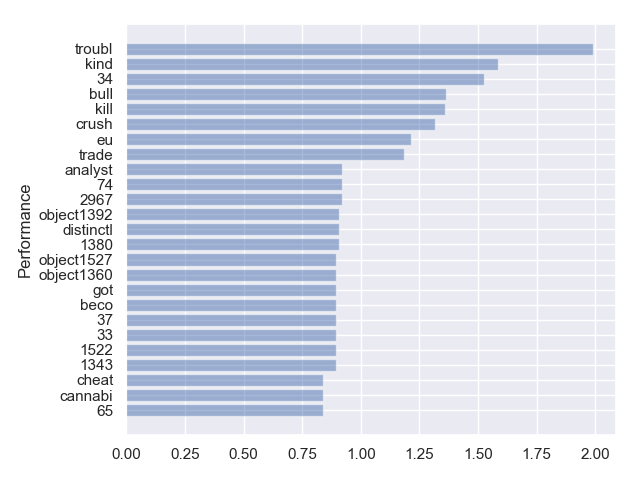 troubl
kind
34
bull
kill
crush
eu
trade
analyst
74
2967
object1392
distinctl
1380
object1527
object1360
got
beco
37
33
1522
1343
cheat
cannabi
65
Performance
0.00 0.25 0.50 0.75 1.00 1.25 1.50 1.75 2.00